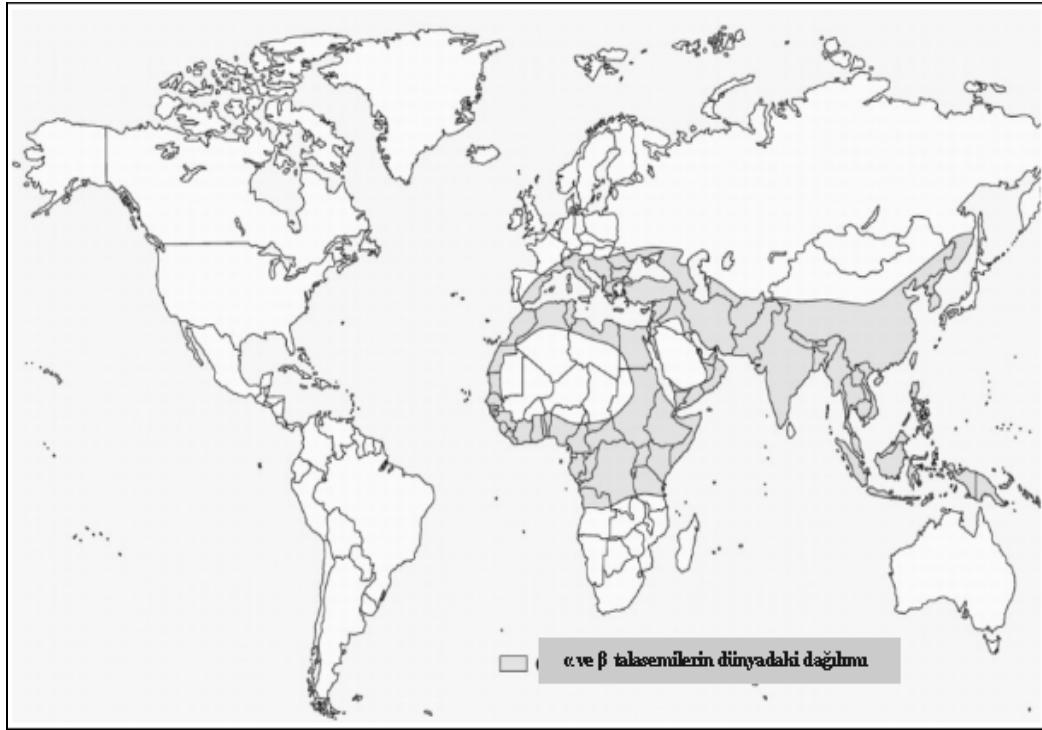 α ve β talasemilerin dünyadaki dağılımı